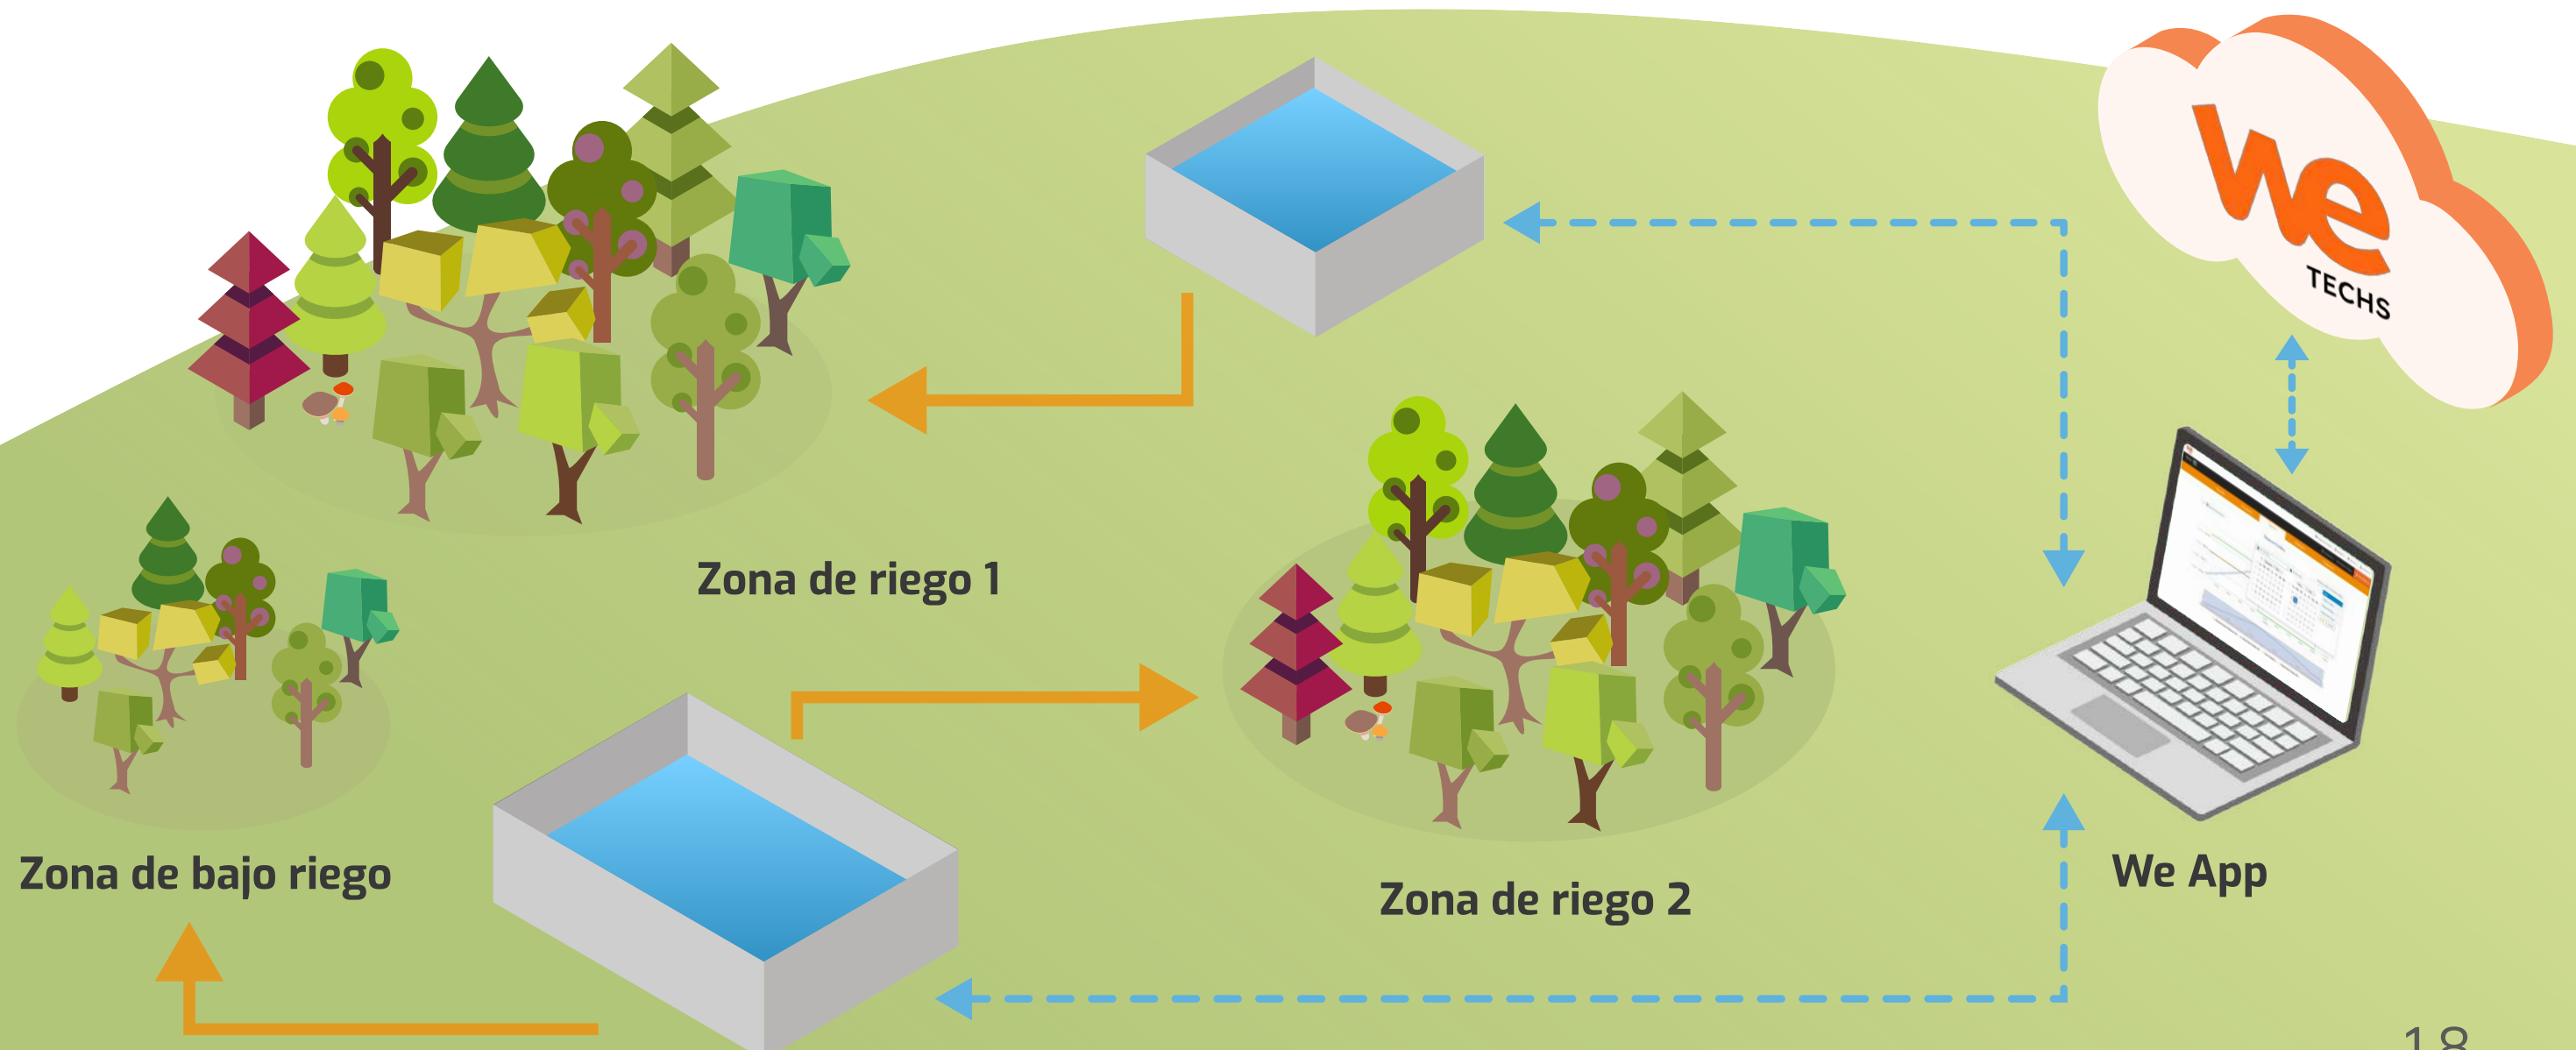 we
TECHS
Zona de riego 1
Zona de bajo riego
Zona de riego 2
We App
18